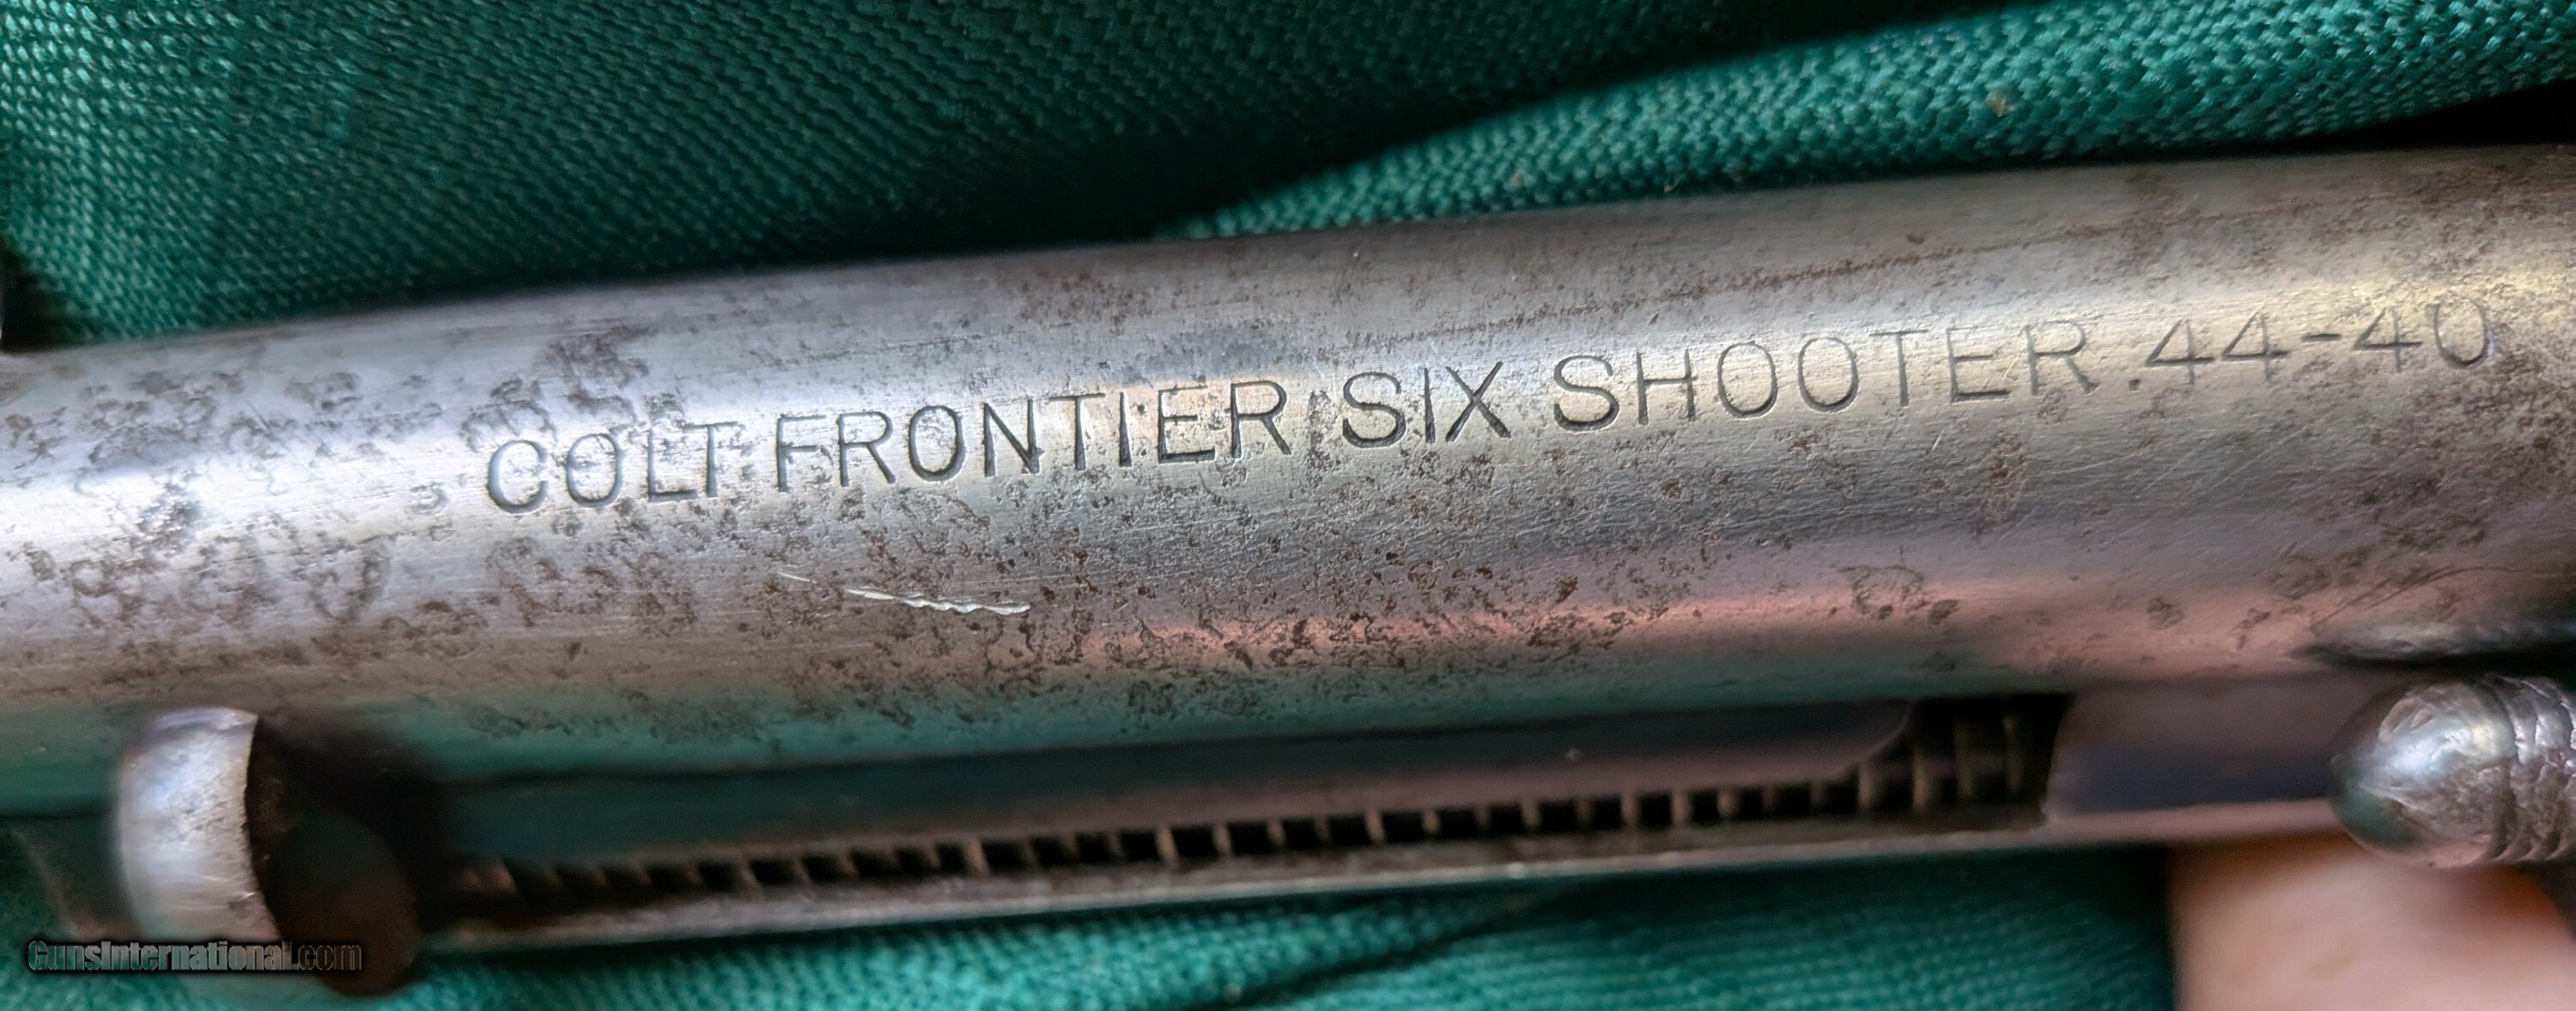 COLT FRONTIER SIX SHOOTER .44-40
GunsInternational.com